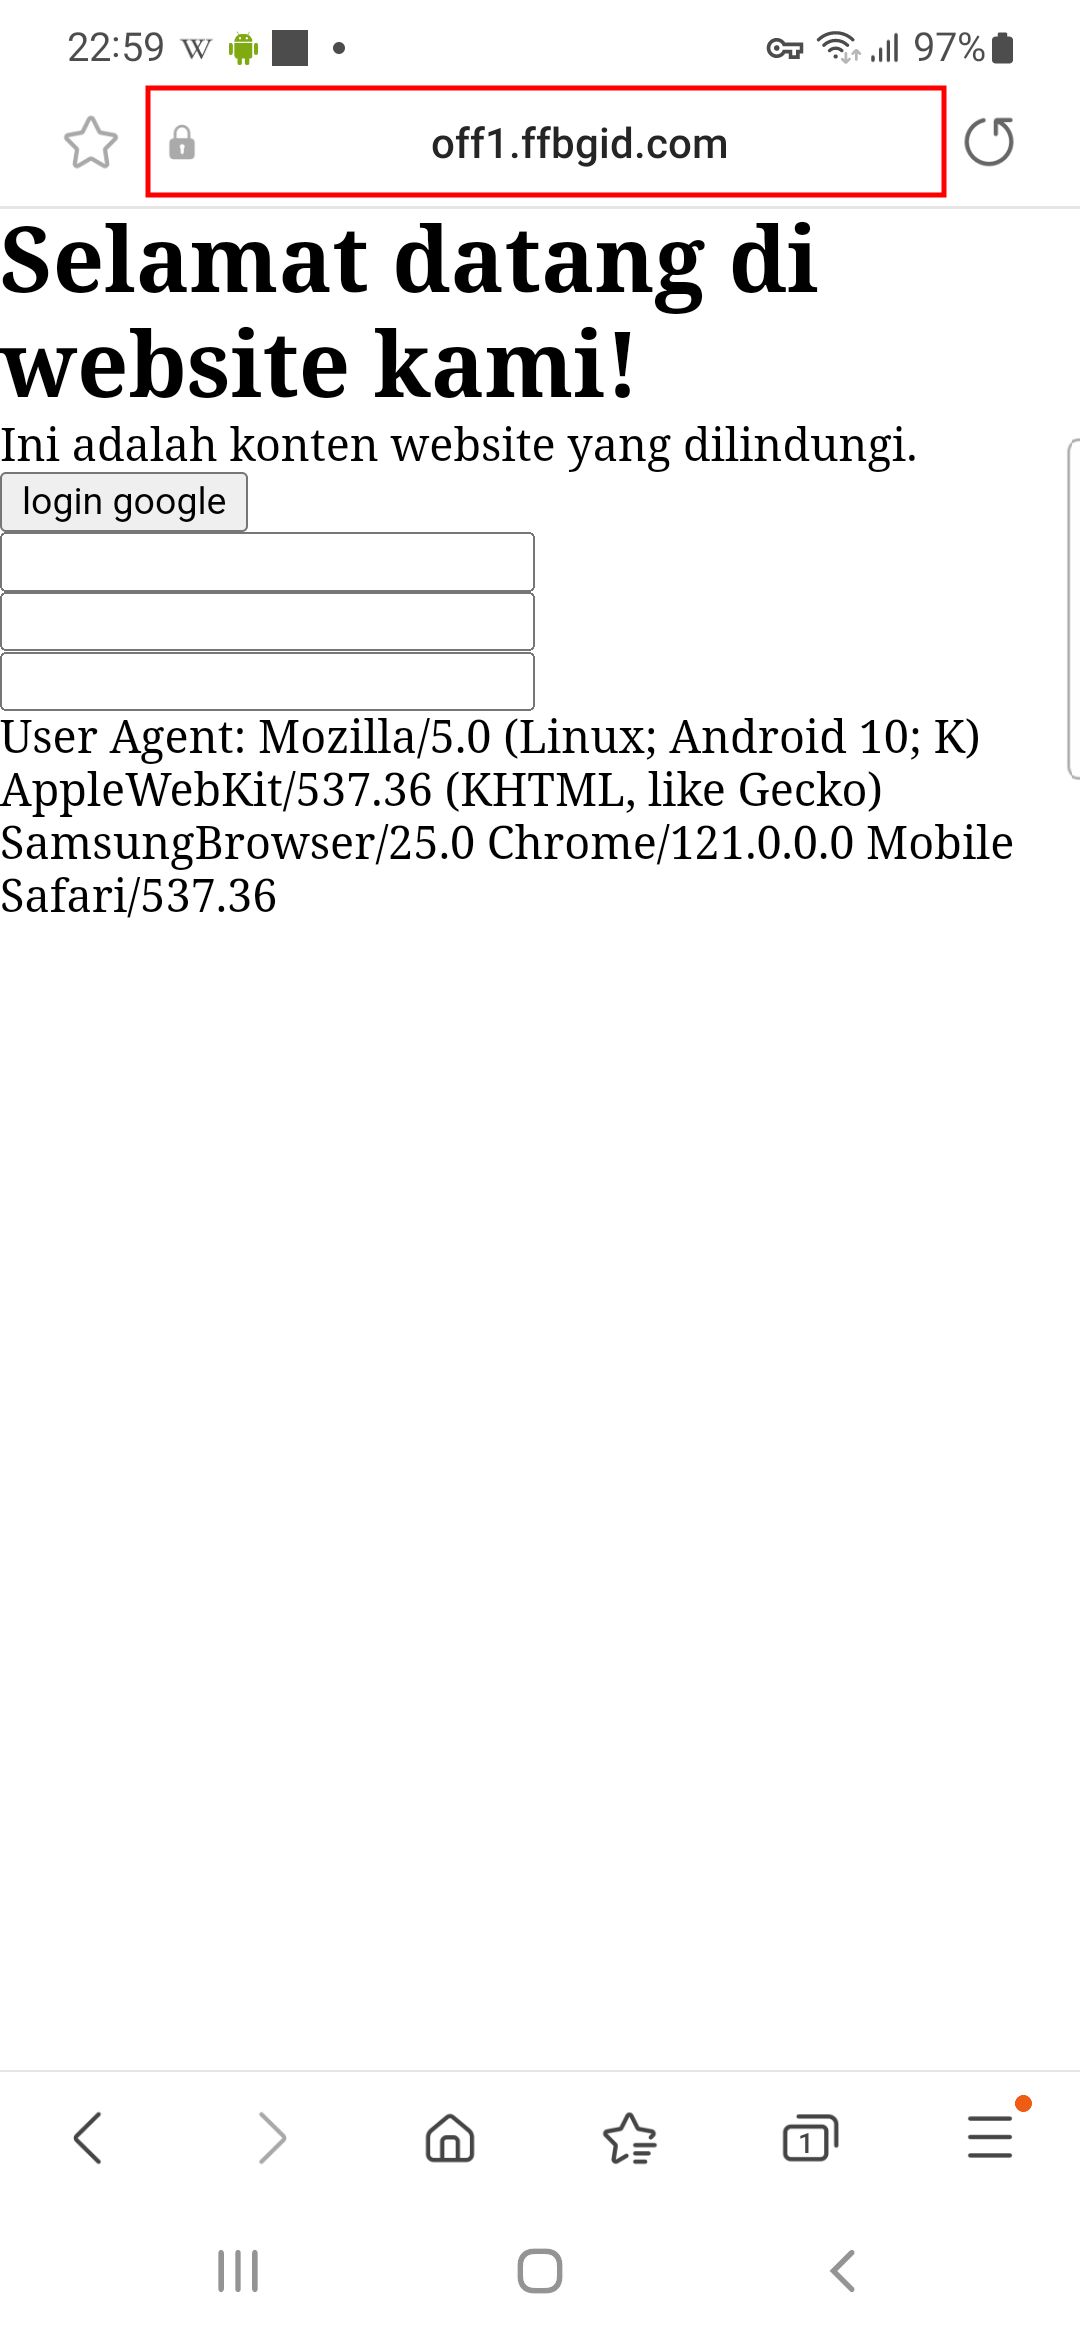 22:59 W 97%
off1.ffbgid.com
Selamat datang di
website kami!
Ini adalah konten website yang dilindungi.
login google
User Agent: Mozilla/5.0 (Linux; Android 10; K)
AppleWebKit/537.36 (KHTML, like Gecko)
SamsungBrowser/25.0 Chrome/121.0.0.0 Mobile
Safari/537.36
1